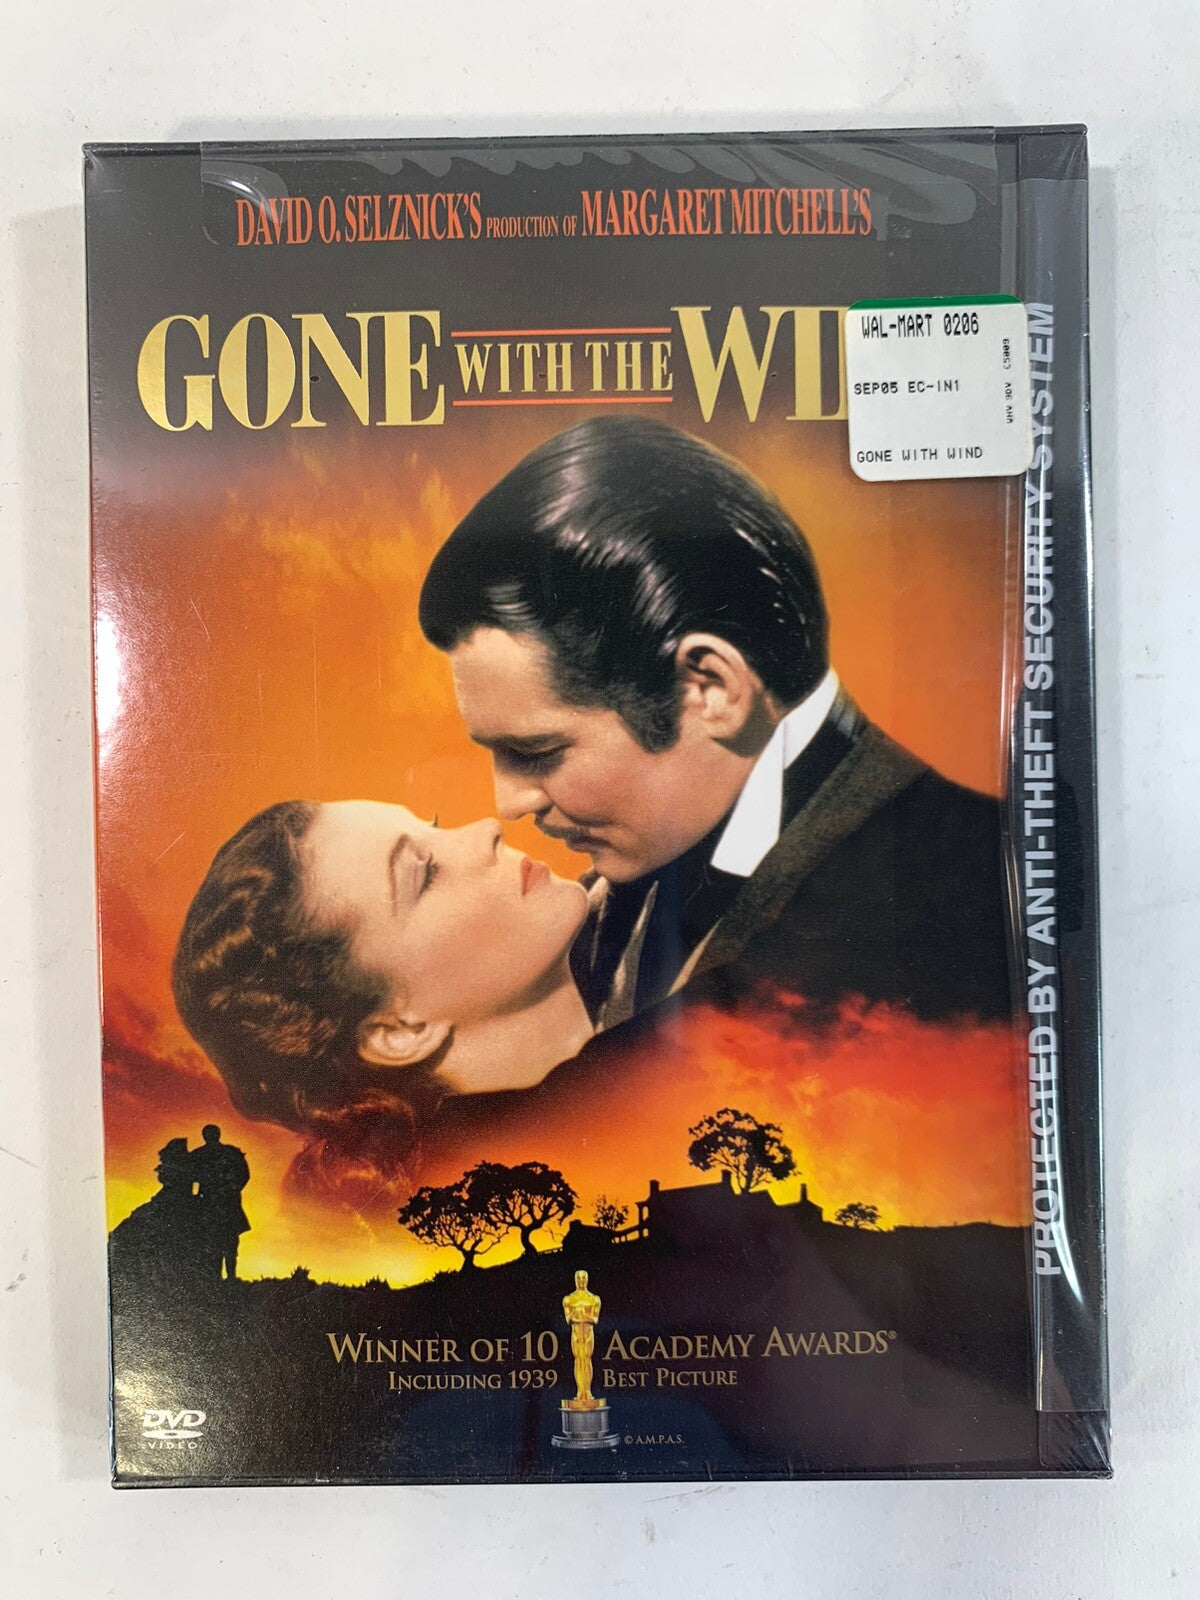 DAVID O. SELZNICK'S PRODUCTION OF MARGARET MITCHELL'S
GONE WITH THE WI
WAL-MART 0206
SEP05 EC-IN1
GONE WITH WIND
65009
PROTECTED BY ANTI-THEFT SECURITY SYSTEM
WINNER OF 10 ACADEMY AWARDS®
INCLUDING 1939 BEST PICTURE
DVD
VIDEO
© A.M.P.A.S.